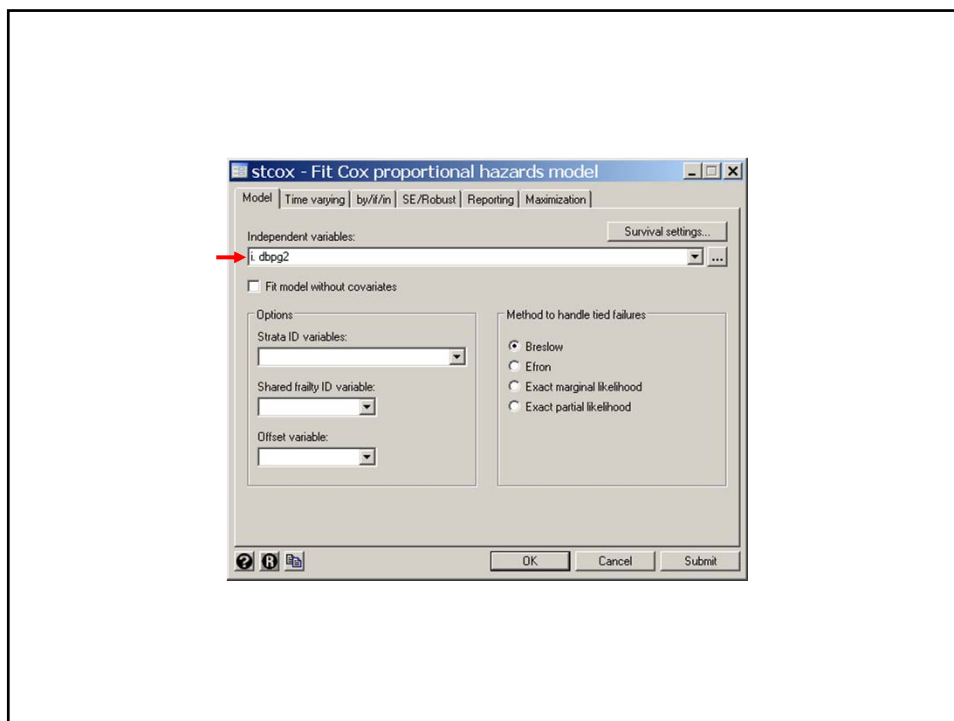 stcox - Fit Cox proportional hazards model
Model Time varying by/if/in SE/Robust Reporting Maximization
Independent variables:
Survival settings...
i. dbpg2
...
Fit model without covariates
Options
Strata ID variables:
Shared frailty ID variable:
Offset variable:
Method to handle tied failures
Breslow
Efron
Exact marginal likelihood
Exact partial likelihood
? R
OK Cancel Submit